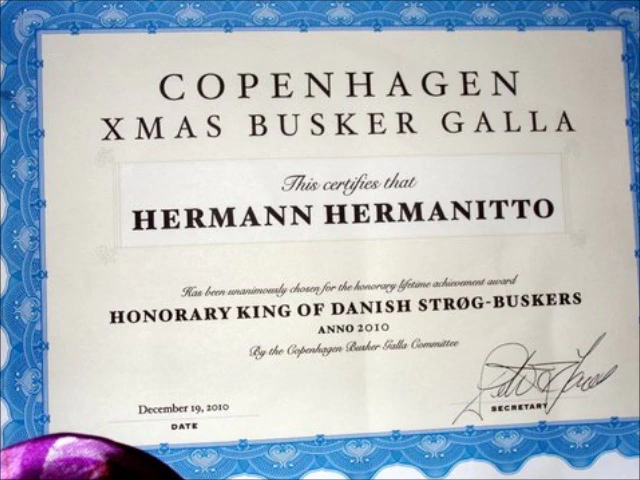 COPENHAGEN
XMAS BUSKER GALLA
This certifies that
HERMANN HERMANITTO
Has been unanimously chosen for the honorary lifetime achievement award
HONORARY KING OF DANISH STRØG-BUSKERS
ANNO 2010
By the Copenhagen Busker Galla Committee
December 19, 2010
DATE
SECRETARY